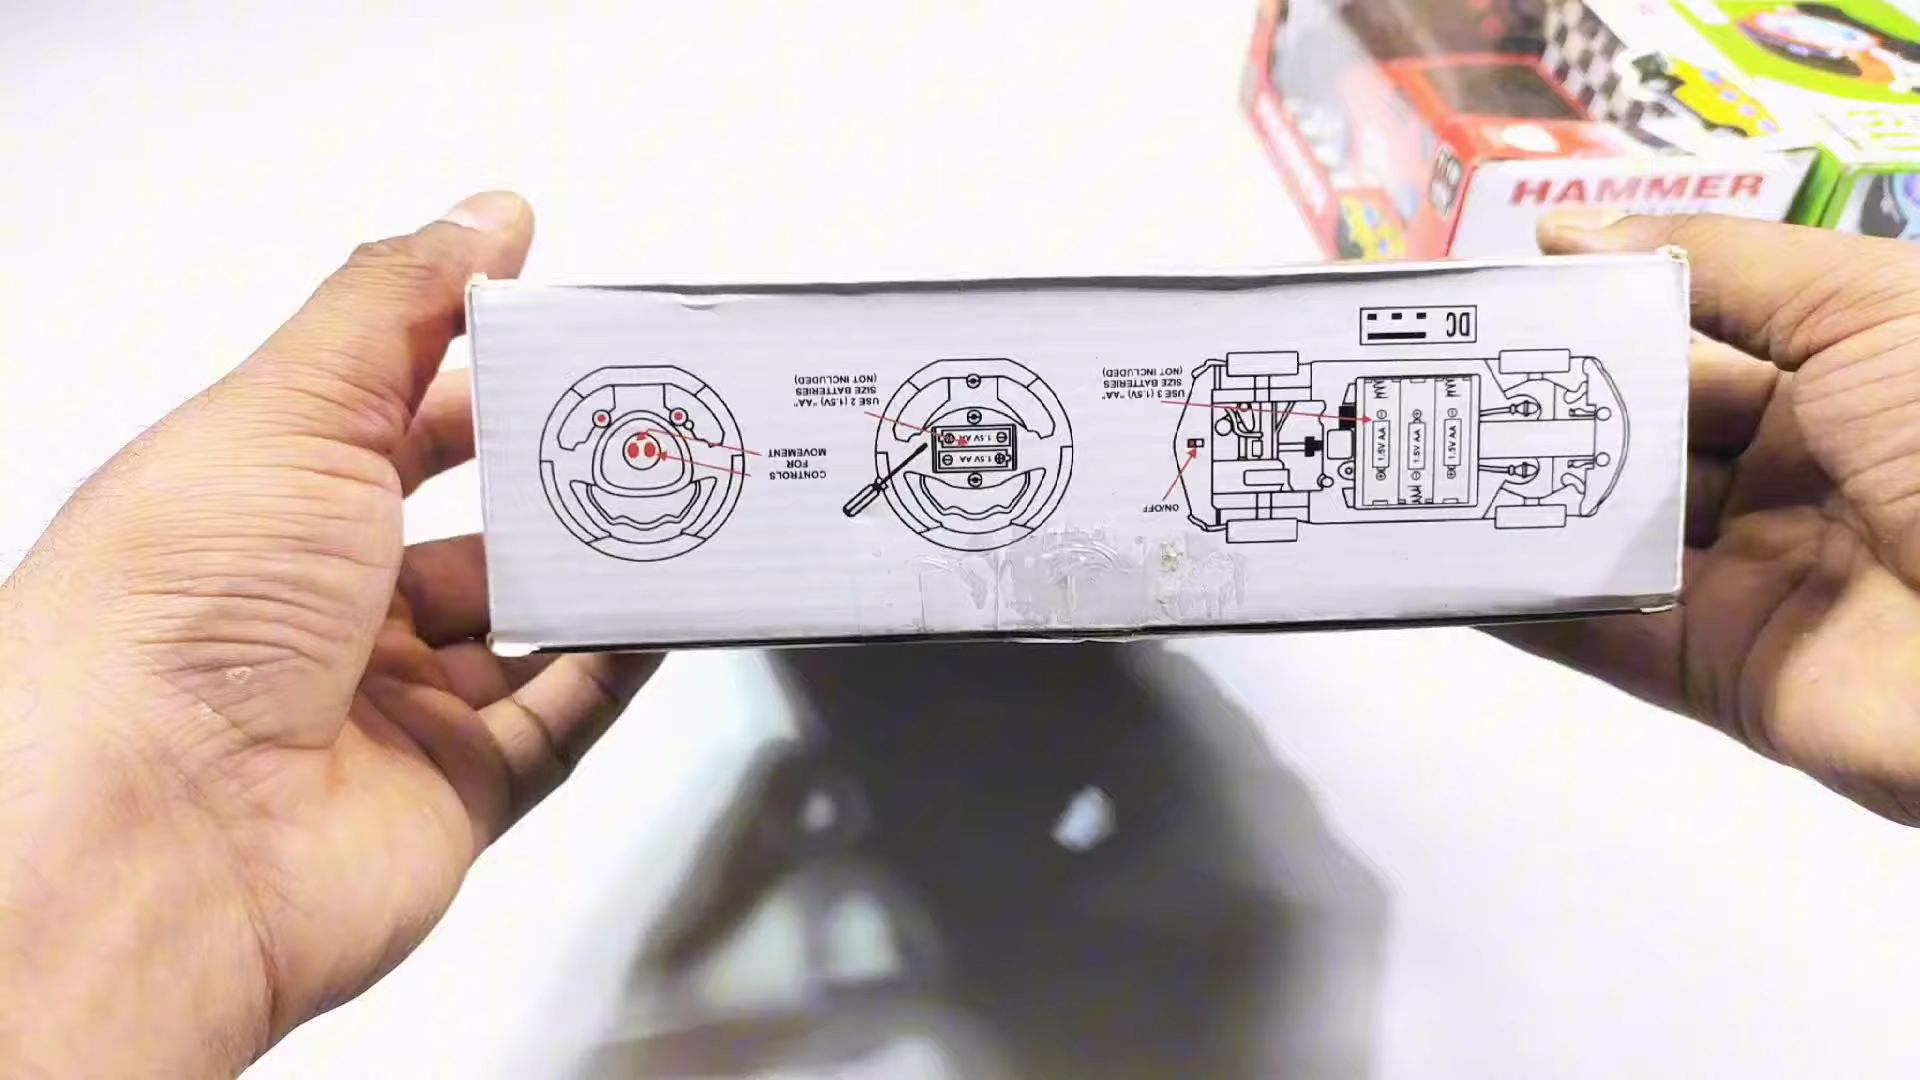 HAMMER
DC
USE 3 (1.5V) "AA"
SIZE BATTERIES
(NOT INCLUDED)
1.5V AA
1.5V AA
1.5V AA
ON/OFF
USE 2 (1.5V) "AA"
SIZE BATTERIES
(NOT INCLUDED)
1.5V AA
1.5V AA
CONTROLS
FOR
MOVEMENT